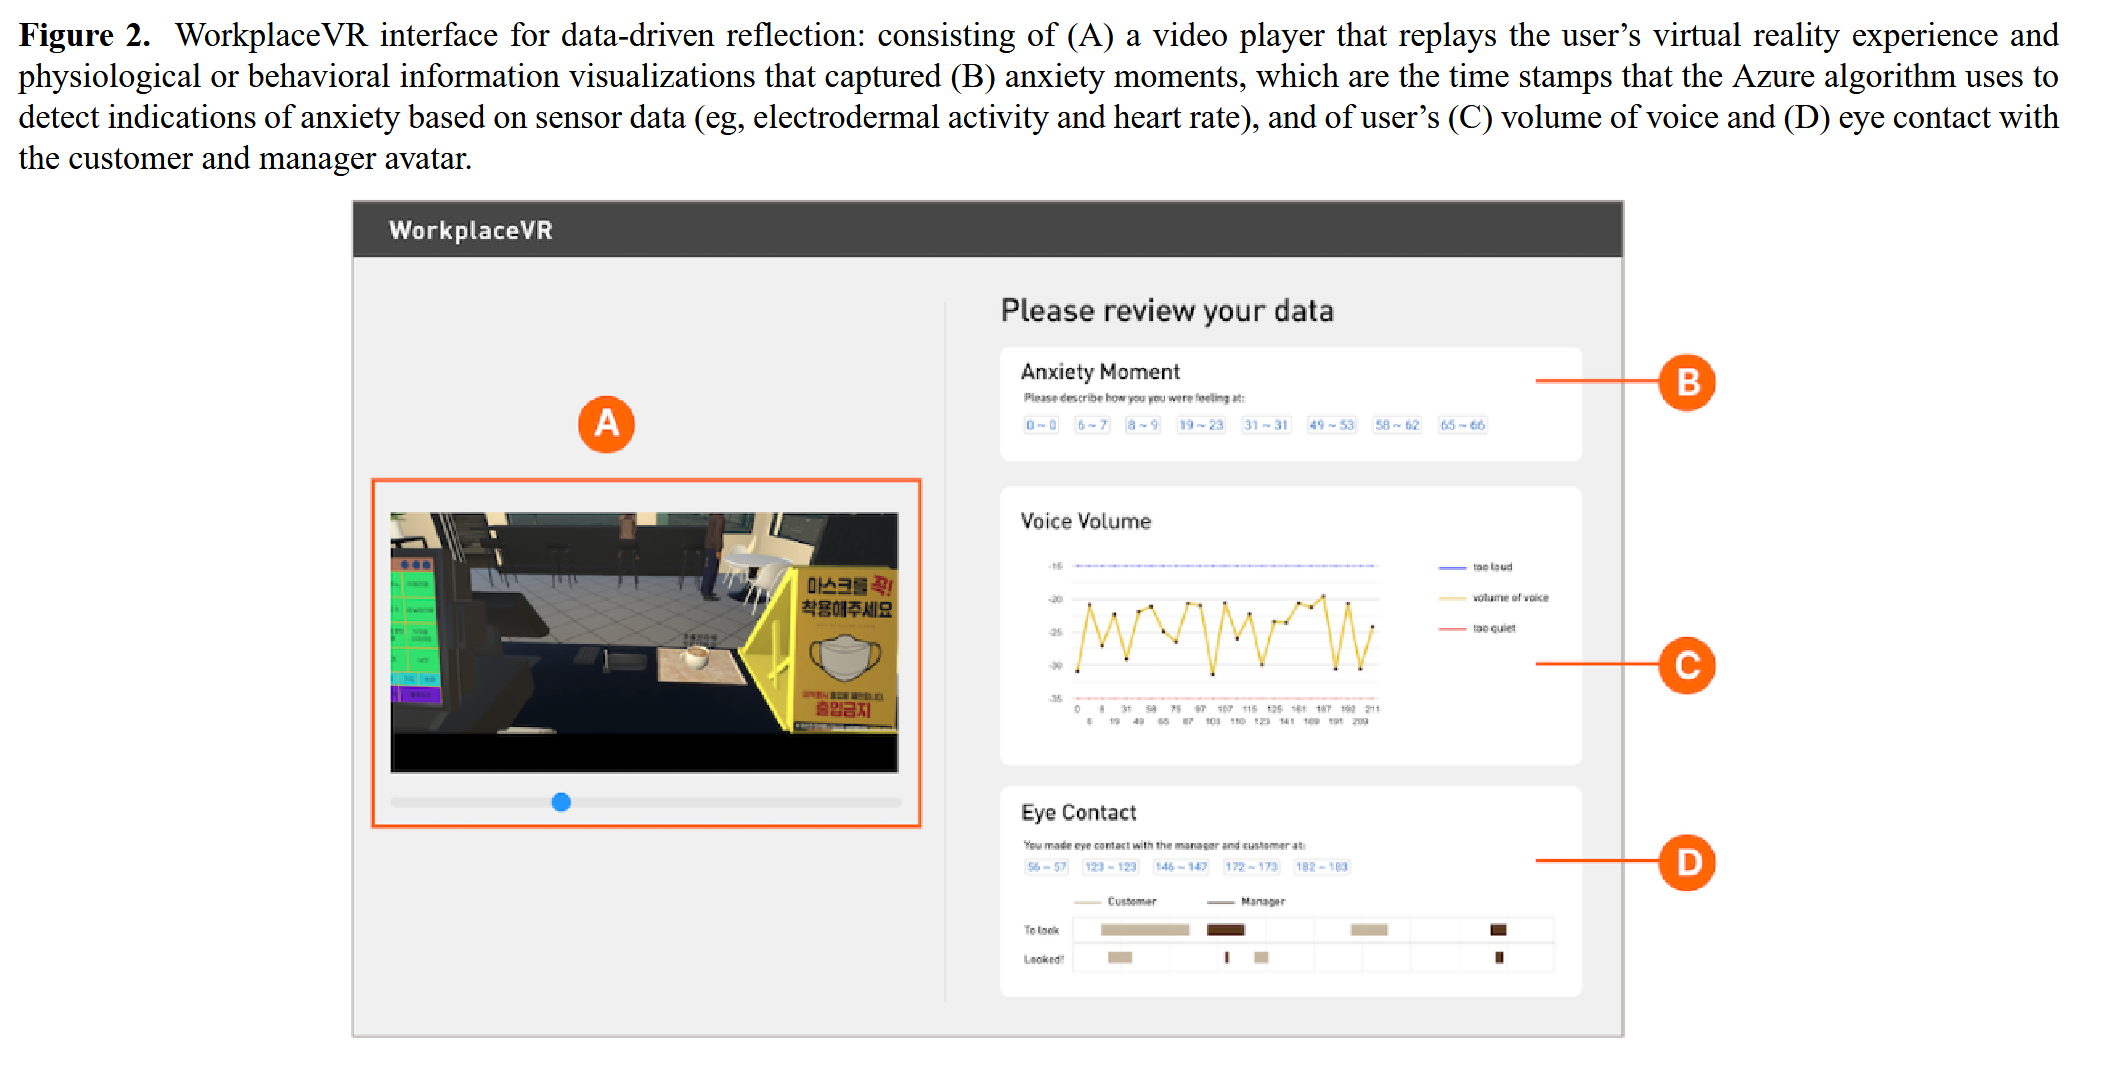 Figure 2. WorkplaceVR interface for data-driven reflection: consisting of (A) a video player that replays the user’s virtual reality experience and
physiological or behavioral information visualizations that captured (B) anxiety moments, which are the time stamps that the Azure algorithm uses to
detect indications of anxiety based on sensor data (eg, electrodermal activity and heart rate), and of user’s (C) volume of voice and (D) eye contact with
the customer and manager avatar.
WorkplaceVR
A
마스크를 꼭!
착용해주세요
출입금지
Please review your data
B
Anxiety Moment
Please describe how you you were feeling at:
0 ~ 0 6 ~ 7 8 ~ 9 19 ~ 23 31 ~ 31 49 ~ 53 58 ~ 62 65 ~ 66
Voice Volume
-15
-20
-25
-30
-35
too loud
volume of voice
too quiet
C
0 8 31 58 75 97 107 115 125 161 187 192 211
6 19 49 65 87 103 110 123 141 169 191 209
Eye Contact
You made eye contact with the manager and customer at:
56 ~ 57 123 ~ 123 146 ~ 147 172 ~ 173 182 ~ 183
D
Customer Manager
To look
Looked!